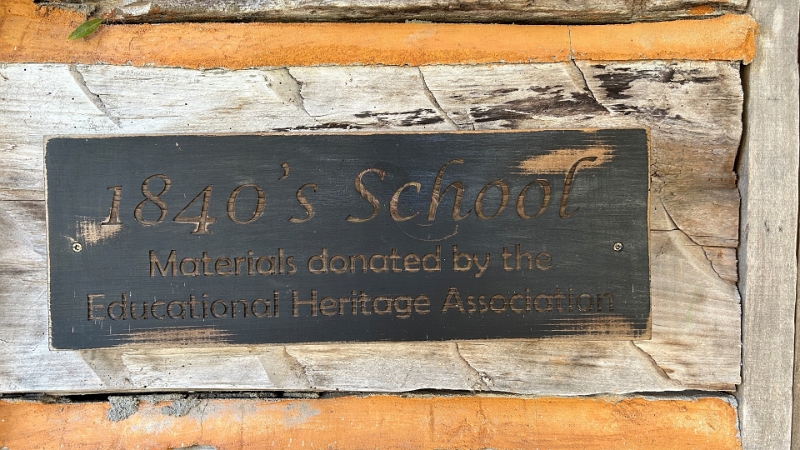 1840's School
Materials donated by the
Educational Heritage Association